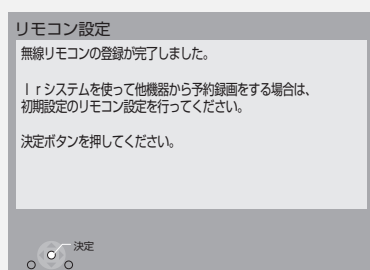 リモコン設定
無線リモコンの登録が完了しました。
Ｉｒシステムを使って他機器から予約録画をする場合は、
初期設定のリモコン設定を行ってください。
決定ボタンを押してください。
決定